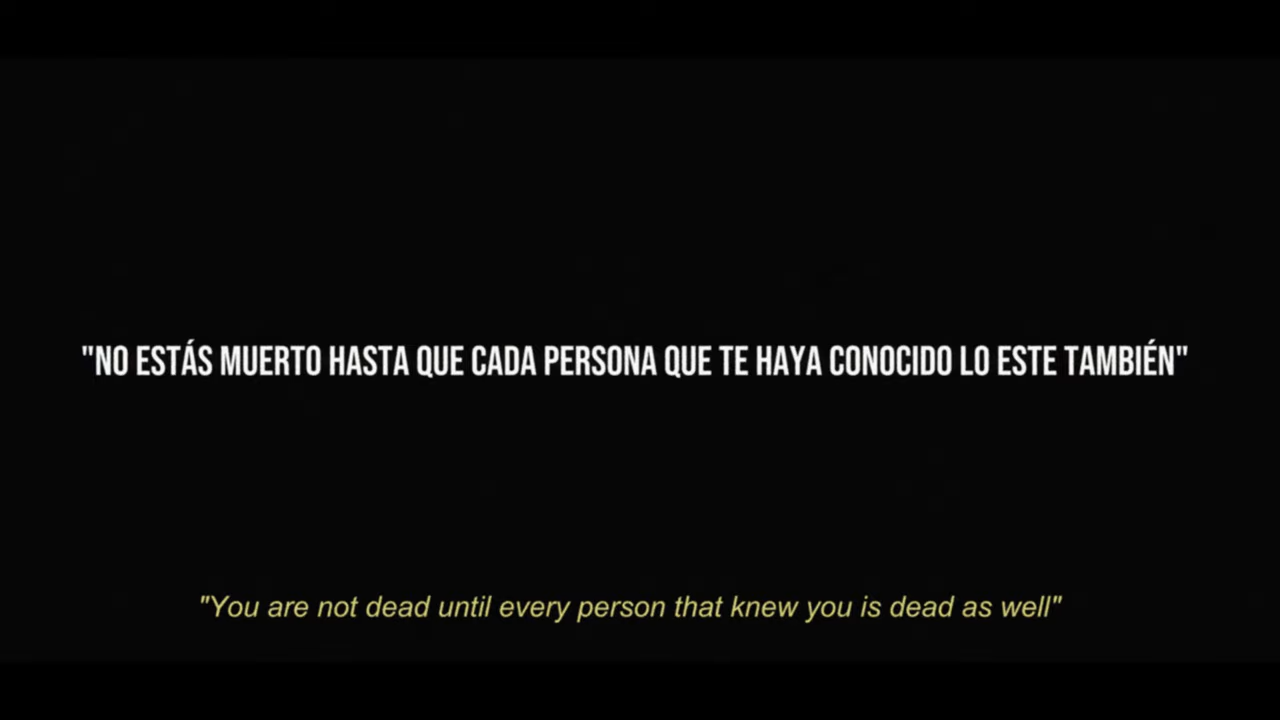 "NO ESTÁS MUERTO HASTA QUE CADA PERSONA QUE TE HAYA CONOCIDO LO ESTE TAMBIÉN"
"You are not dead until every person that knew you is dead as well"